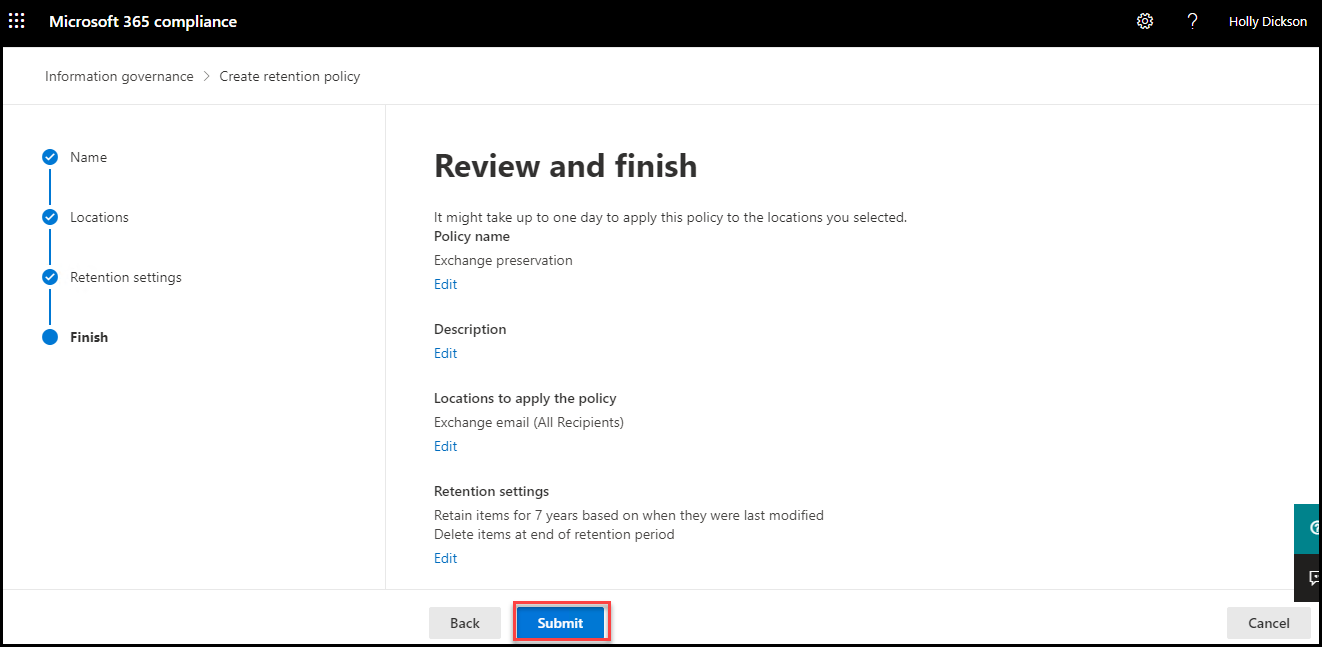 Microsoft 365 compliance
? Holly Dickson
Information governance > Create retention policy
Name
Locations
Retention settings
Finish
Review and finish
It might take up to one day to apply this policy to the locations you selected.
Policy name
Exchange preservation
Edit
Description
Edit
Locations to apply the policy
Exchange email (All Recipients)
Edit
Retention settings
Retain items for 7 years based on when they were last modified
Delete items at end of retention period
Edit
Back Submit Cancel